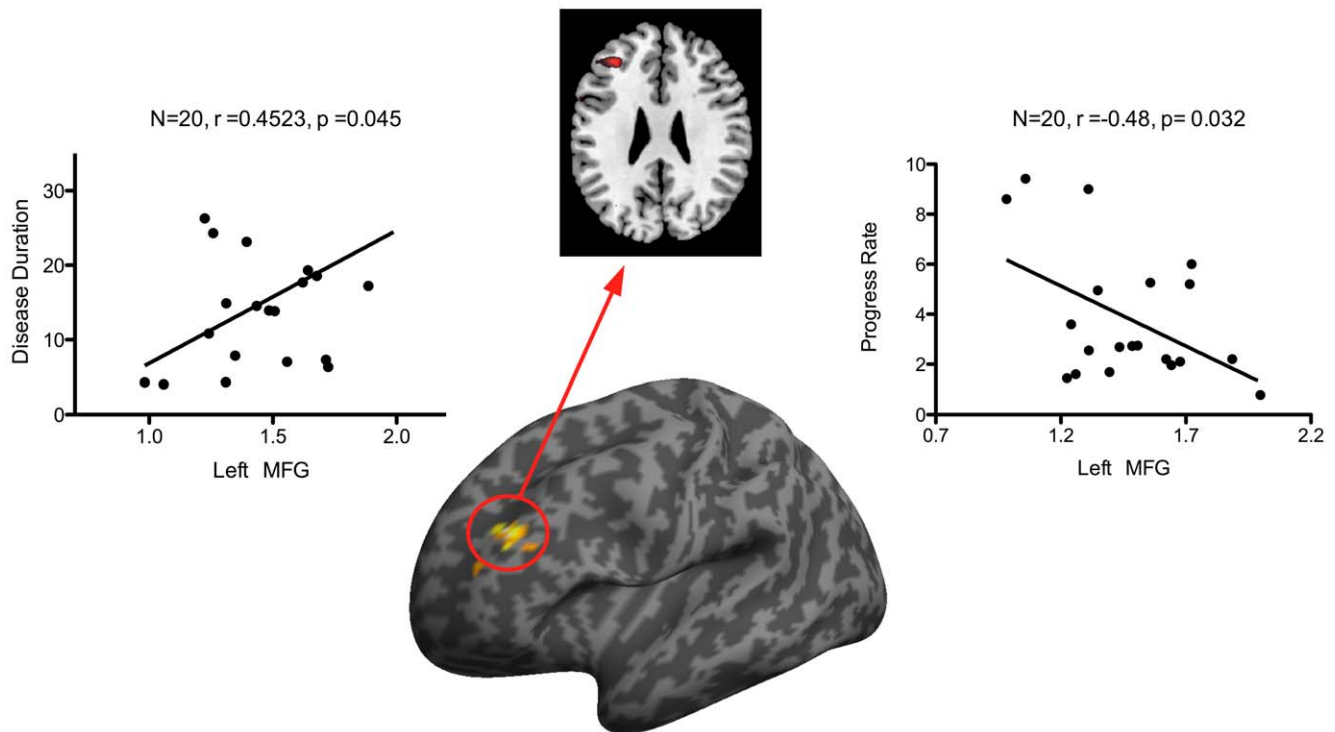 N=20, r =0.4523, p =0.045
Disease Duration
30
20
10
0
1.0 1.5 2.0
Left MFG
N=20, r =-0.48, p= 0.032
Progress Rate
10
8
6
4
2
0
0.7 1.2 1.7 2.2
Left MFG